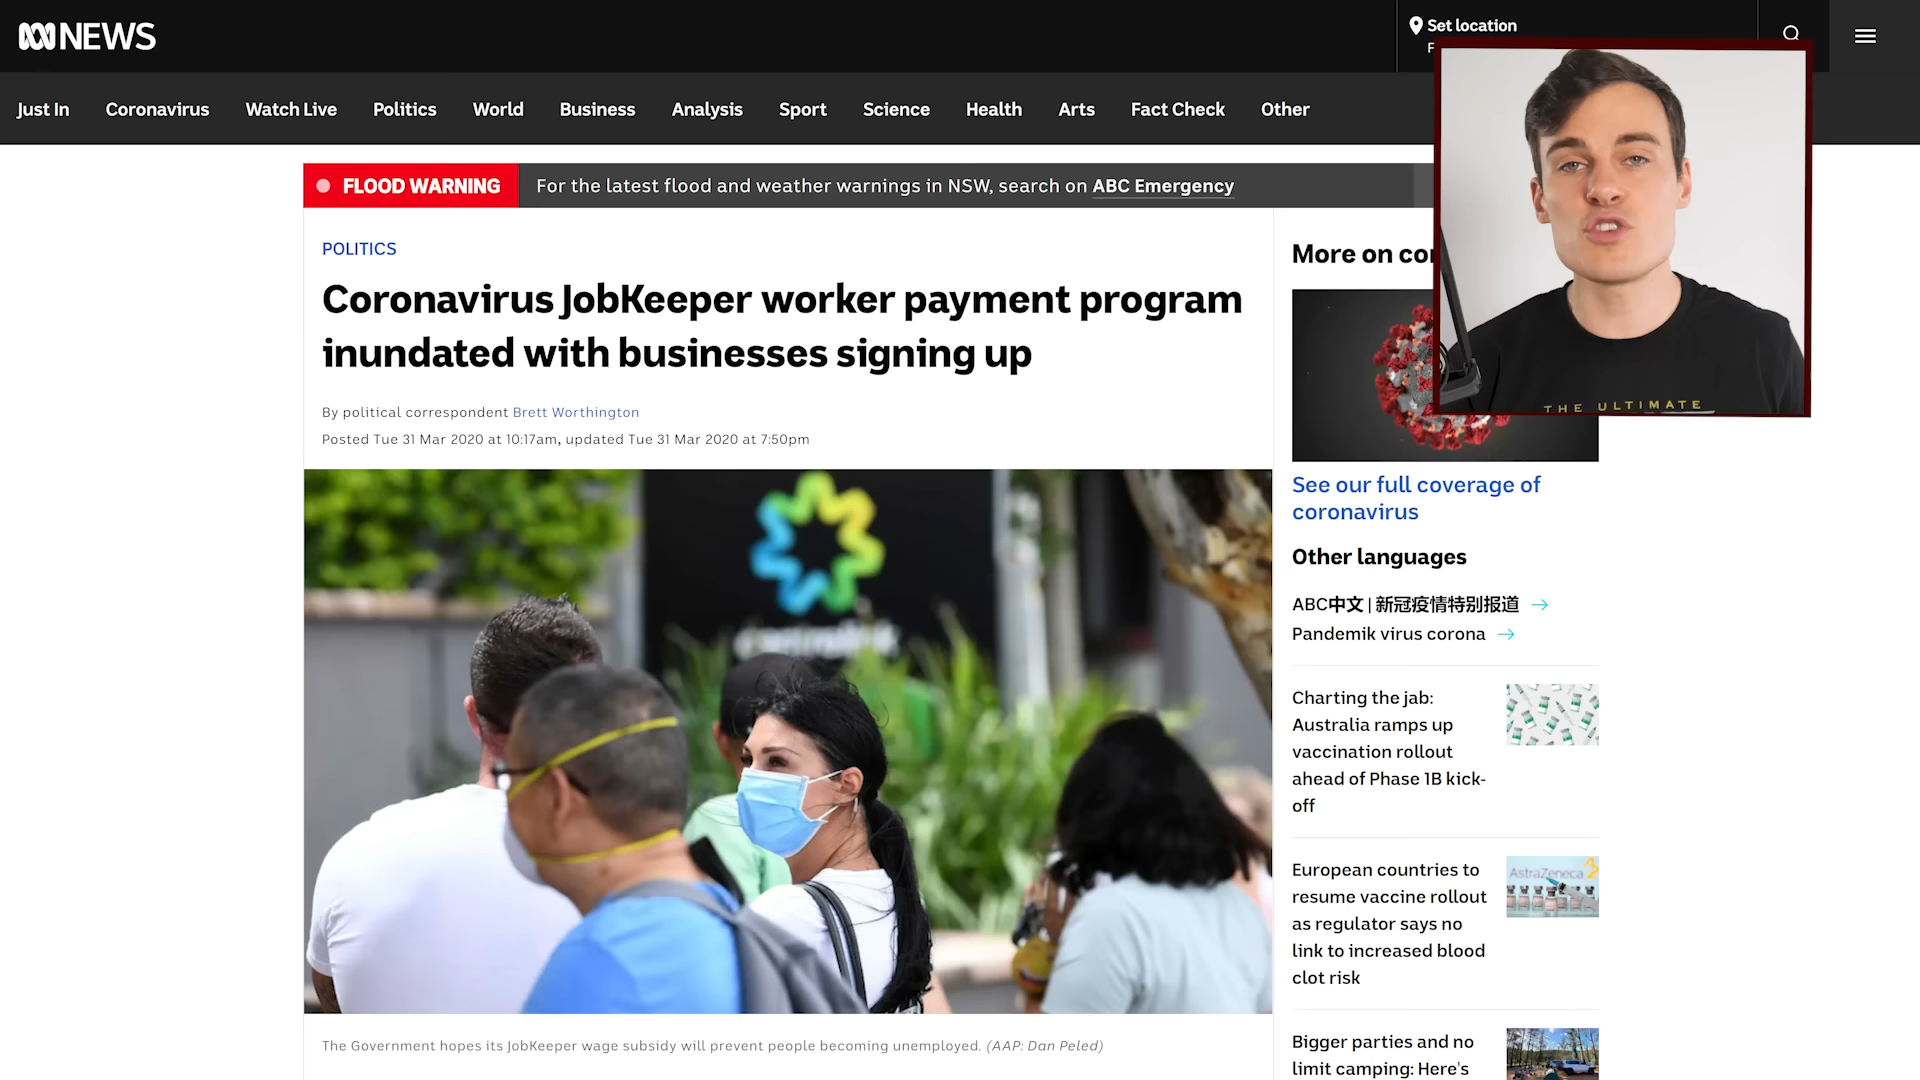 NEWS
Set location
Just In
Coronavirus
Watch Live
Politics
World
Business
Analysis
Sport
Science
Health
Arts
Fact Check
Other
THE ULTIMATE
FLOOD WARNING
For the latest flood and weather warnings in NSW, search on ABC Emergency
POLITICS
Coronavirus JobKeeper worker payment program
inundated with businesses signing up
By political correspondent Brett Worthington
Posted Tue 31 Mar 2020 at 10:17am, updated Tue 31 Mar 2020 at 7:50pm
The Government hopes its JobKeeper wage subsidy will prevent people becoming unemployed. (AAP: Dan Peled)
More on
See our full coverage of
coronavirus
Other languages
ABC中文 | 新冠疫情特别报道
Pandemik virus corona
Charting the jab:
Australia ramps up
vaccination rollout
ahead of Phase 1B kick-
off
European countries to
resume vaccine rollout
as regulator says no
link to increased blood
clot risk
AstraZeneca
Bigger parties and no
limit camping: Here's